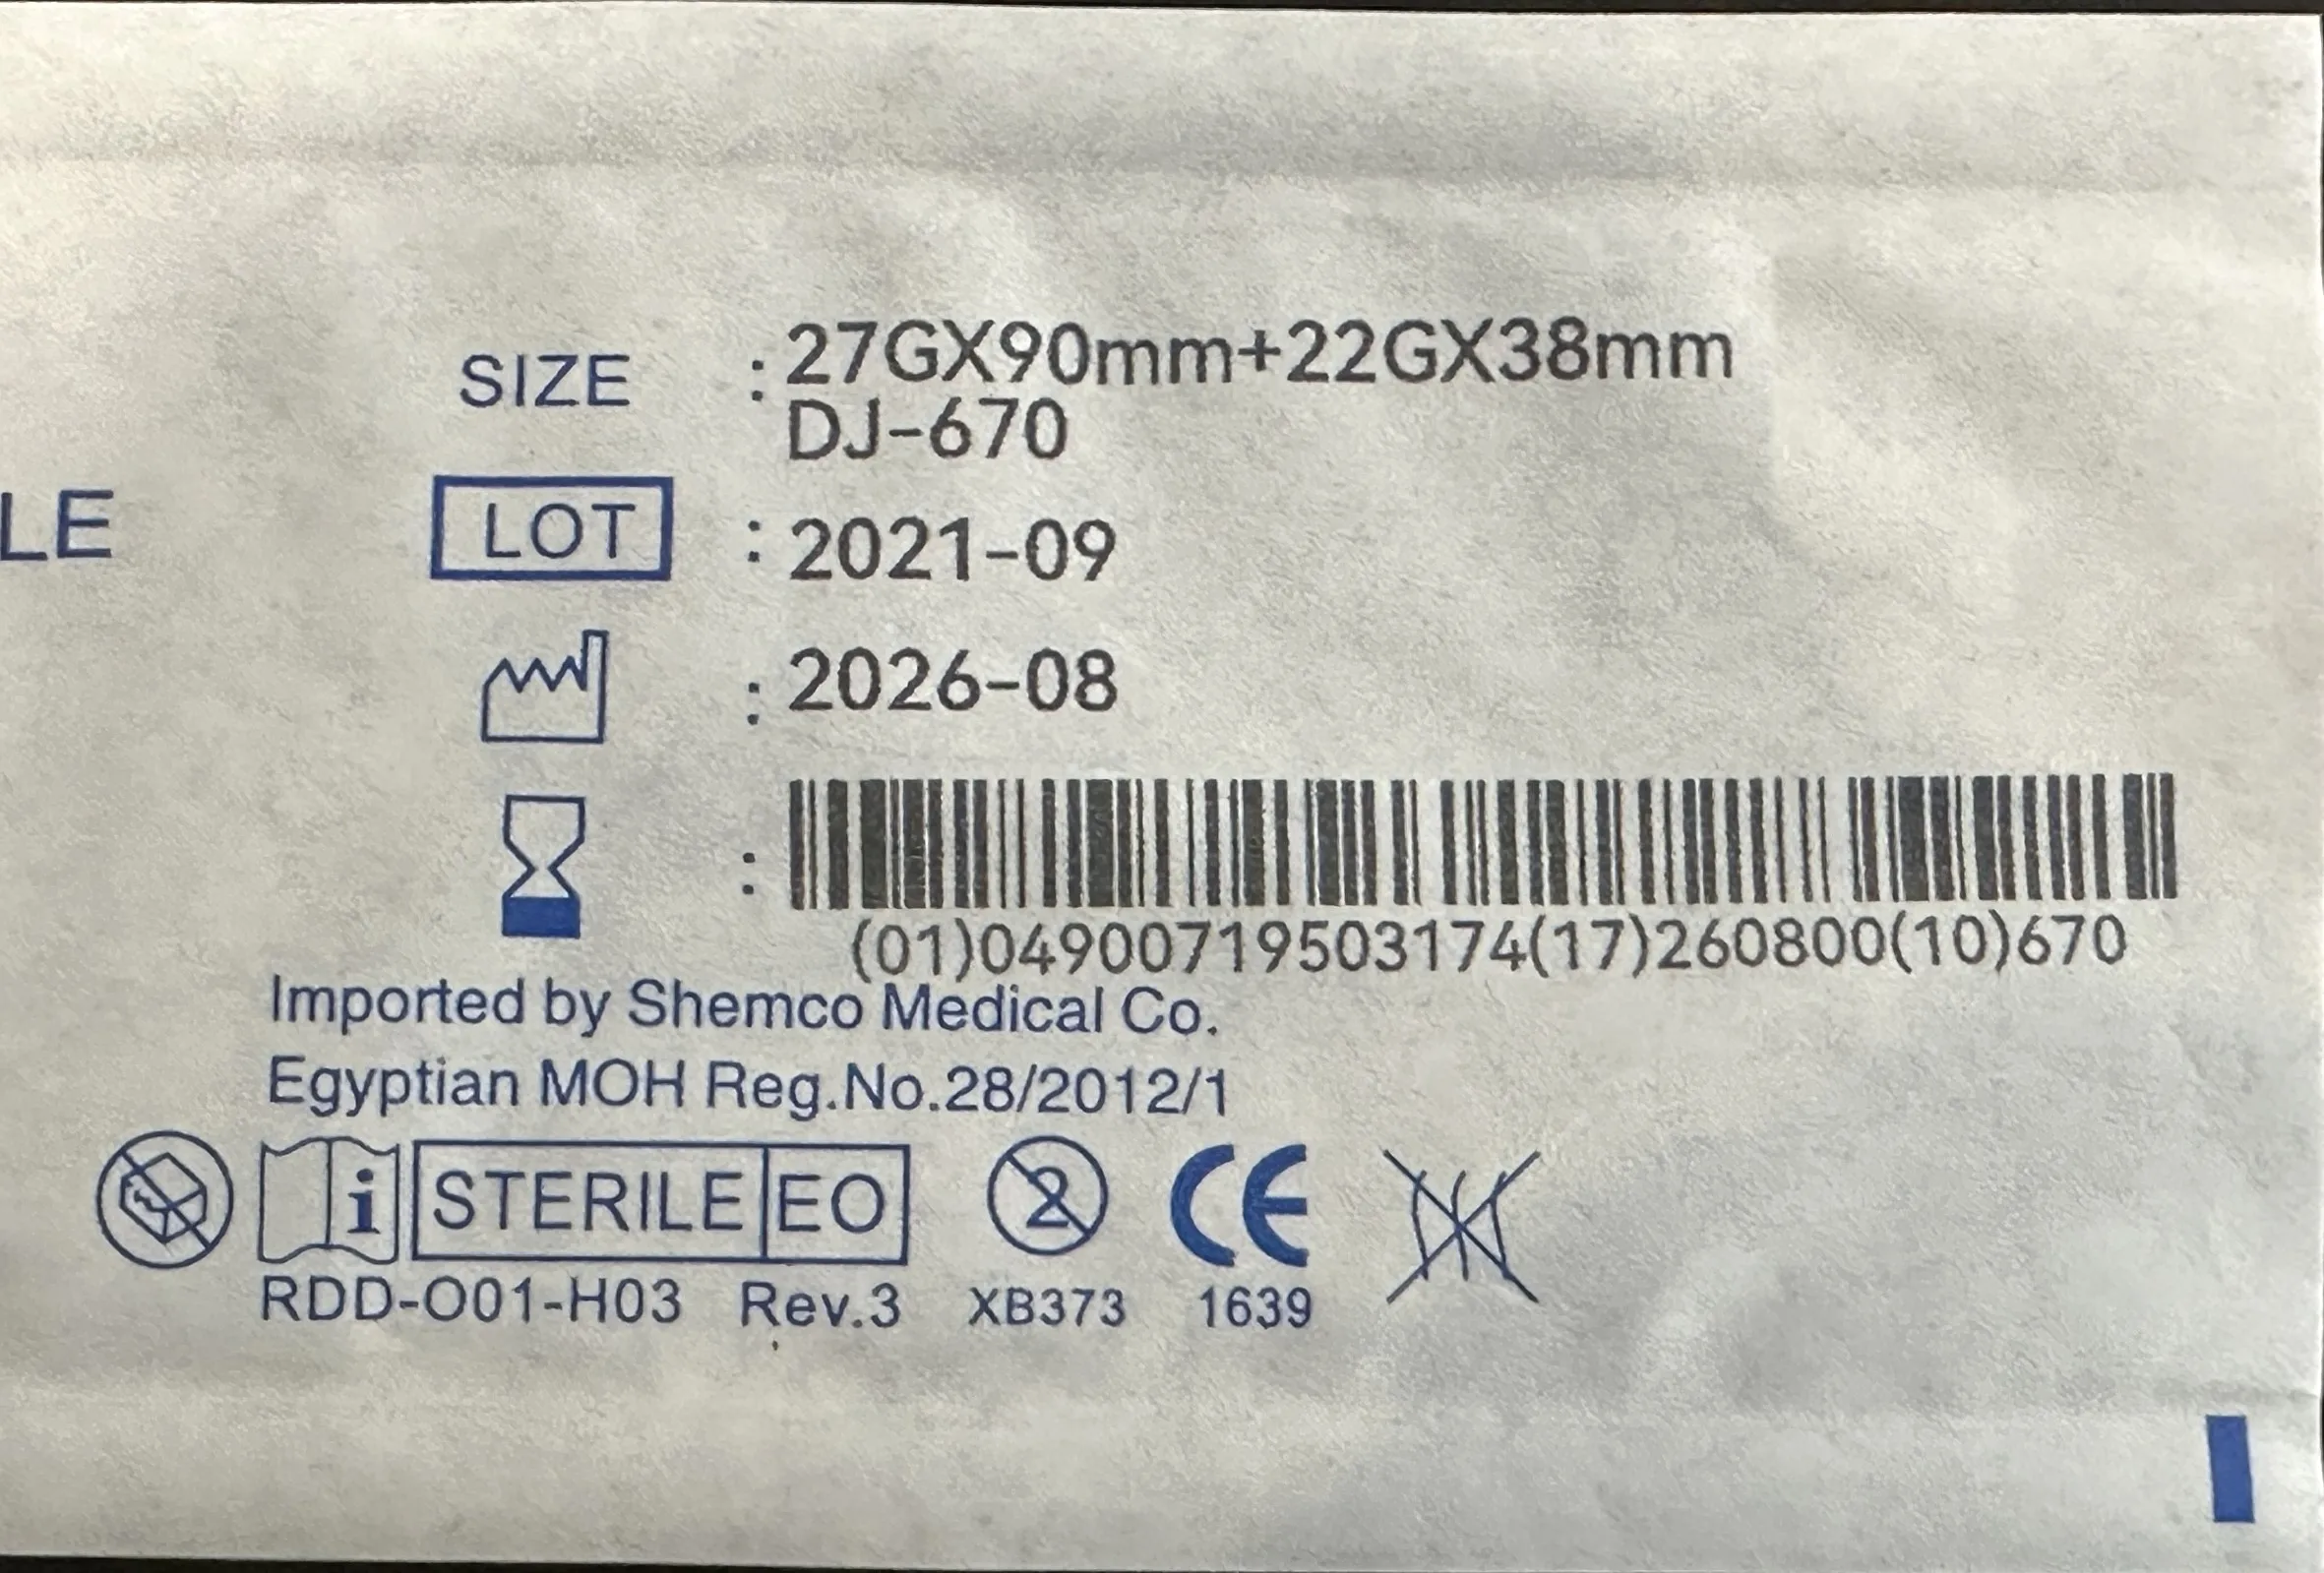 SIZE : 27GX90mm+22GX38mm
DJ-670
LE
LOT : 2021-09
: 2026-08
:
(01)04900719503174(17)260800(10)670
Imported by Shemco Medical Co.
Egyptian MOH Reg.No.28/2012/1
i STERILE EO 2 CE
RDD-O01-H03 Rev.3 XB373 1639